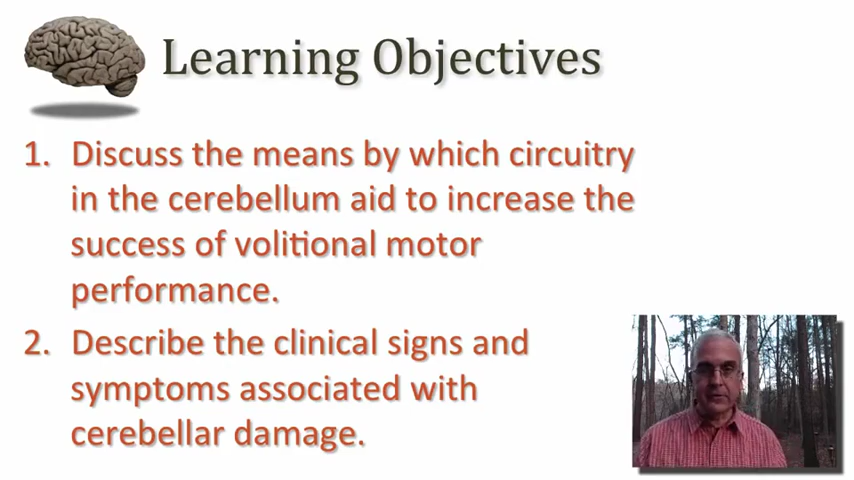 Learning Objectives
1. Discuss the means by which circuitry
in the cerebellum aid to increase the
success of volitional motor
performance.
2. Describe the clinical signs and
symptoms associated with
cerebellar damage.